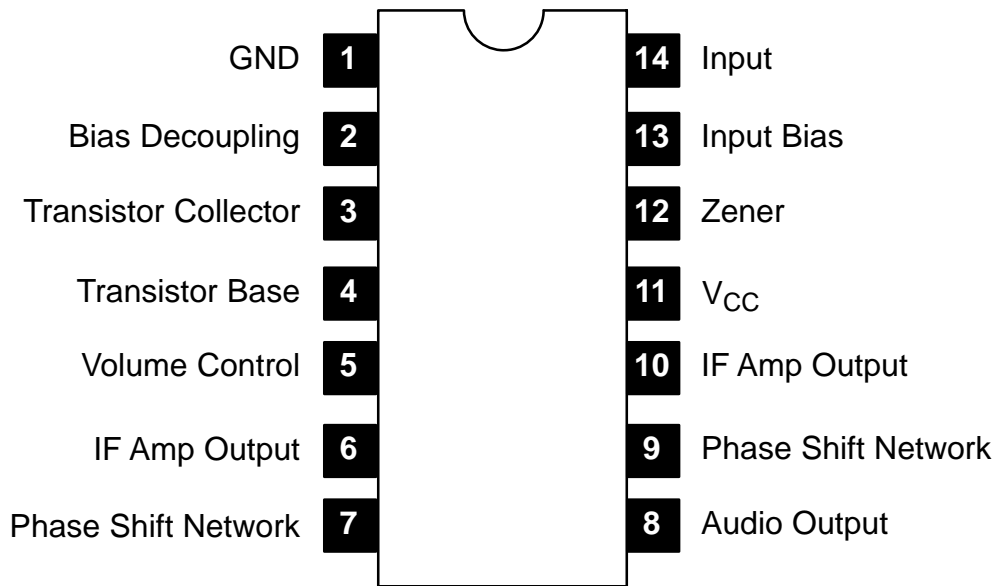 GND 1 14 Input
Bias Decoupling 2 13 Input Bias
Transistor Collector 3 12 Zener
Transistor Base 4 11 VCC
Volume Control 5 10 IF Amp Output
IF Amp Output 6 9 Phase Shift Network
Phase Shift Network 7 8 Audio Output